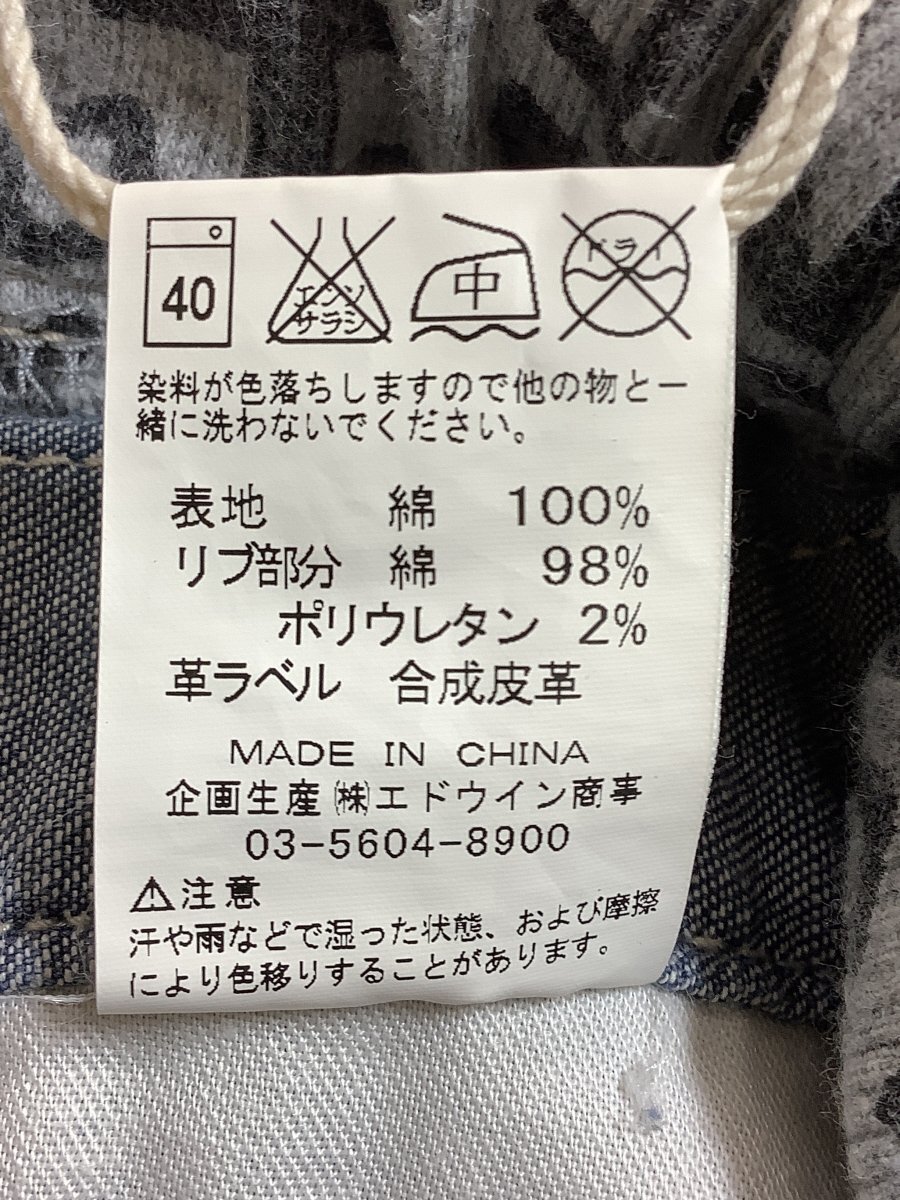 40
エンソ
サラシ
中
ドライ
染料が色落ちしますので他の物と一
緒に洗わないでください。
表地 綿 100%
リブ部分 綿 98%
ポリウレタン 2%
革ラベル 合成皮革
MADE IN CHINA
企画生産㈱エドウイン商事
03-5604-8900
⚠注意
汗や雨などで湿った状態、および摩擦
により色移りすることがあります。